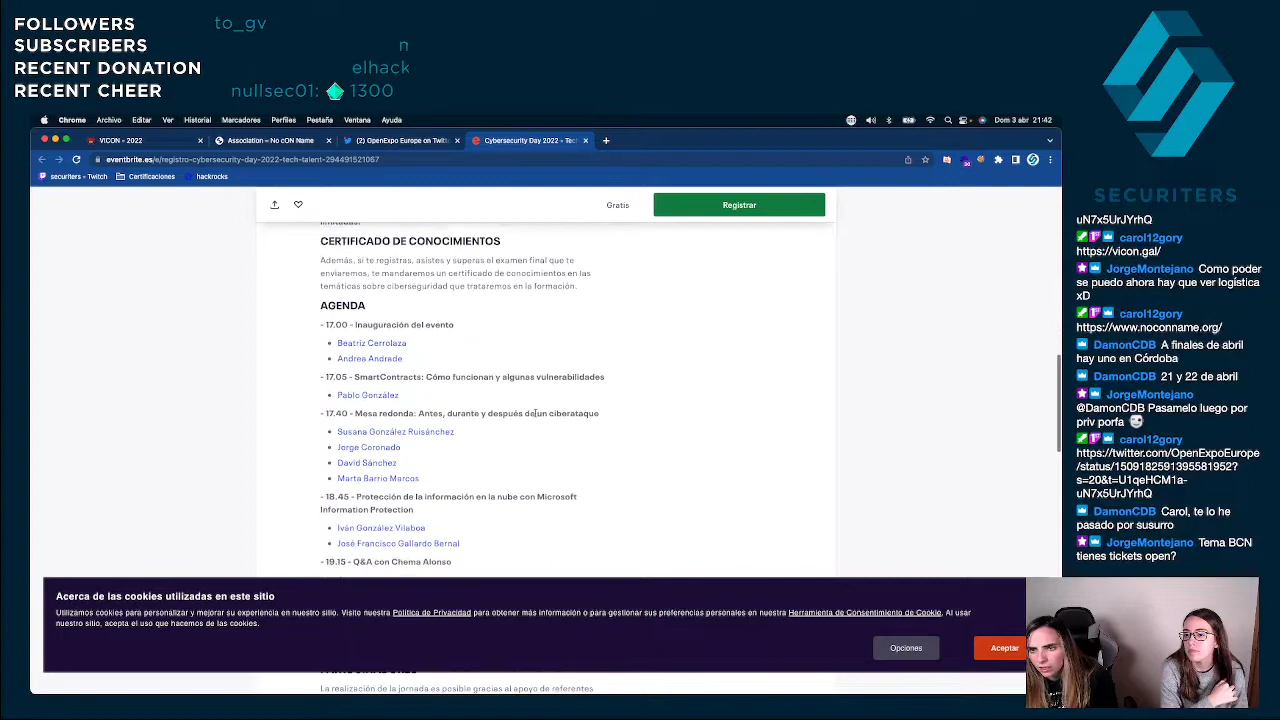 FOLLOWERS to_gv
SUBSCRIBERS n
RECENT DONATION elhack
RECENT CHEER nullsec01: 1300
SECURITERS
Chrome Archivo Editar Ver Historial Marcadores Perfiles Pestaña Ventana Ayuda
Dom 3 abr 21:42
VICON - 2022
Association – No cON Name
(2) OpenExpo Europe on Twitt
Cybersecurity Day 2022 - Tec
eventbrite.es/e/registro-cybersecurity-day-2022-tech-talent-294491521067
securiters - Twitch Certificaciones hackrocks
Gratis
Registrar
limitadas.
CERTIFICADO DE CONOCIMIENTOS
Además, si te registras, asistes y superas el examen final que te
enviaremos, te mandaremos un certificado de conocimientos en las
temáticas sobre ciberseguridad que trataremos en la formación.
AGENDA
- 17.00 - Inauguración del evento
Beatriz Cerrolaza
Andrea Andrade
- 17.05 - SmartContracts: Cómo funcionan y algunas vulnerabilidades
Pablo González
- 17.40 - Mesa redonda: Antes, durante y después de un ciberataque
Susana González Ruisánchez
Jorge Coronado
David Sánchez
Marta Barrio Marcos
- 18.45 - Protección de la información en la nube con Microsoft
Information Protection
Iván González Vilaboa
José Francisco Gallardo Bernal
- 19.15 - Q&A con Chema Alonso
Acerca de las cookies utilizadas en este sitio
Utilizamos cookies para personalizar y mejorar su experiencia en nuestro sitio. Visite nuestra Política de Privacidad para obtener más información o para gestionar sus preferencias personales en nuestra Herramienta de Consentimiento de Cookie. Al usar
nuestro sitio, acepta el uso que hacemos de las cookies.
Opciones
Aceptar
La realización de la jornada es posible gracias al apoyo de referentes
uN7x5UrJYrhQ
carol12gory
https://vicon.gal/
JorgeMontejano Como poder
se puedo ahora hay que logística
xD
carol12gory
https://www.noconname.org/
DamonCDB A finales de abril
hay uno en Córdoba
DamonCDB 21 y 22 de abril
JorgeMontejano
@DamonCDB Pasamelo luego por
priv porfa
carol12gory
https://twitter.com/OpenExpoEurope
/status/1509182591395581952?
s=20&t=U1qeHCM1a-
uN7x5UrJYrhQ
DamonCDB Carol, te lo he
pasado por susurro
JorgeMontejano Tema BCN
tienes tickets open?